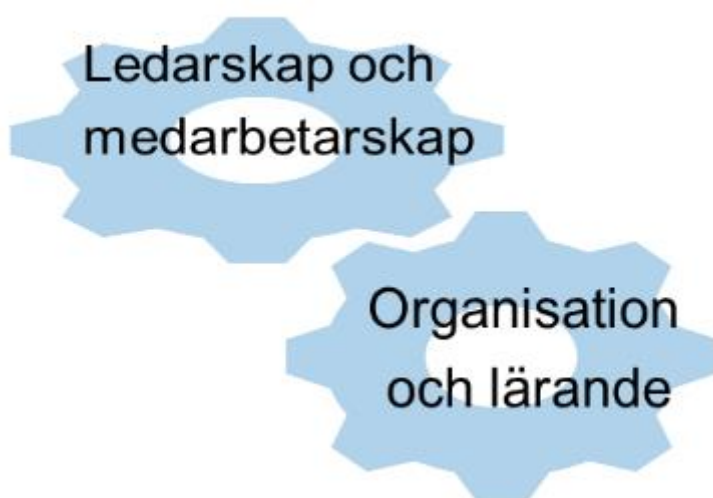 Ledarskap och
medarbetarskap
Organisation
och lärande